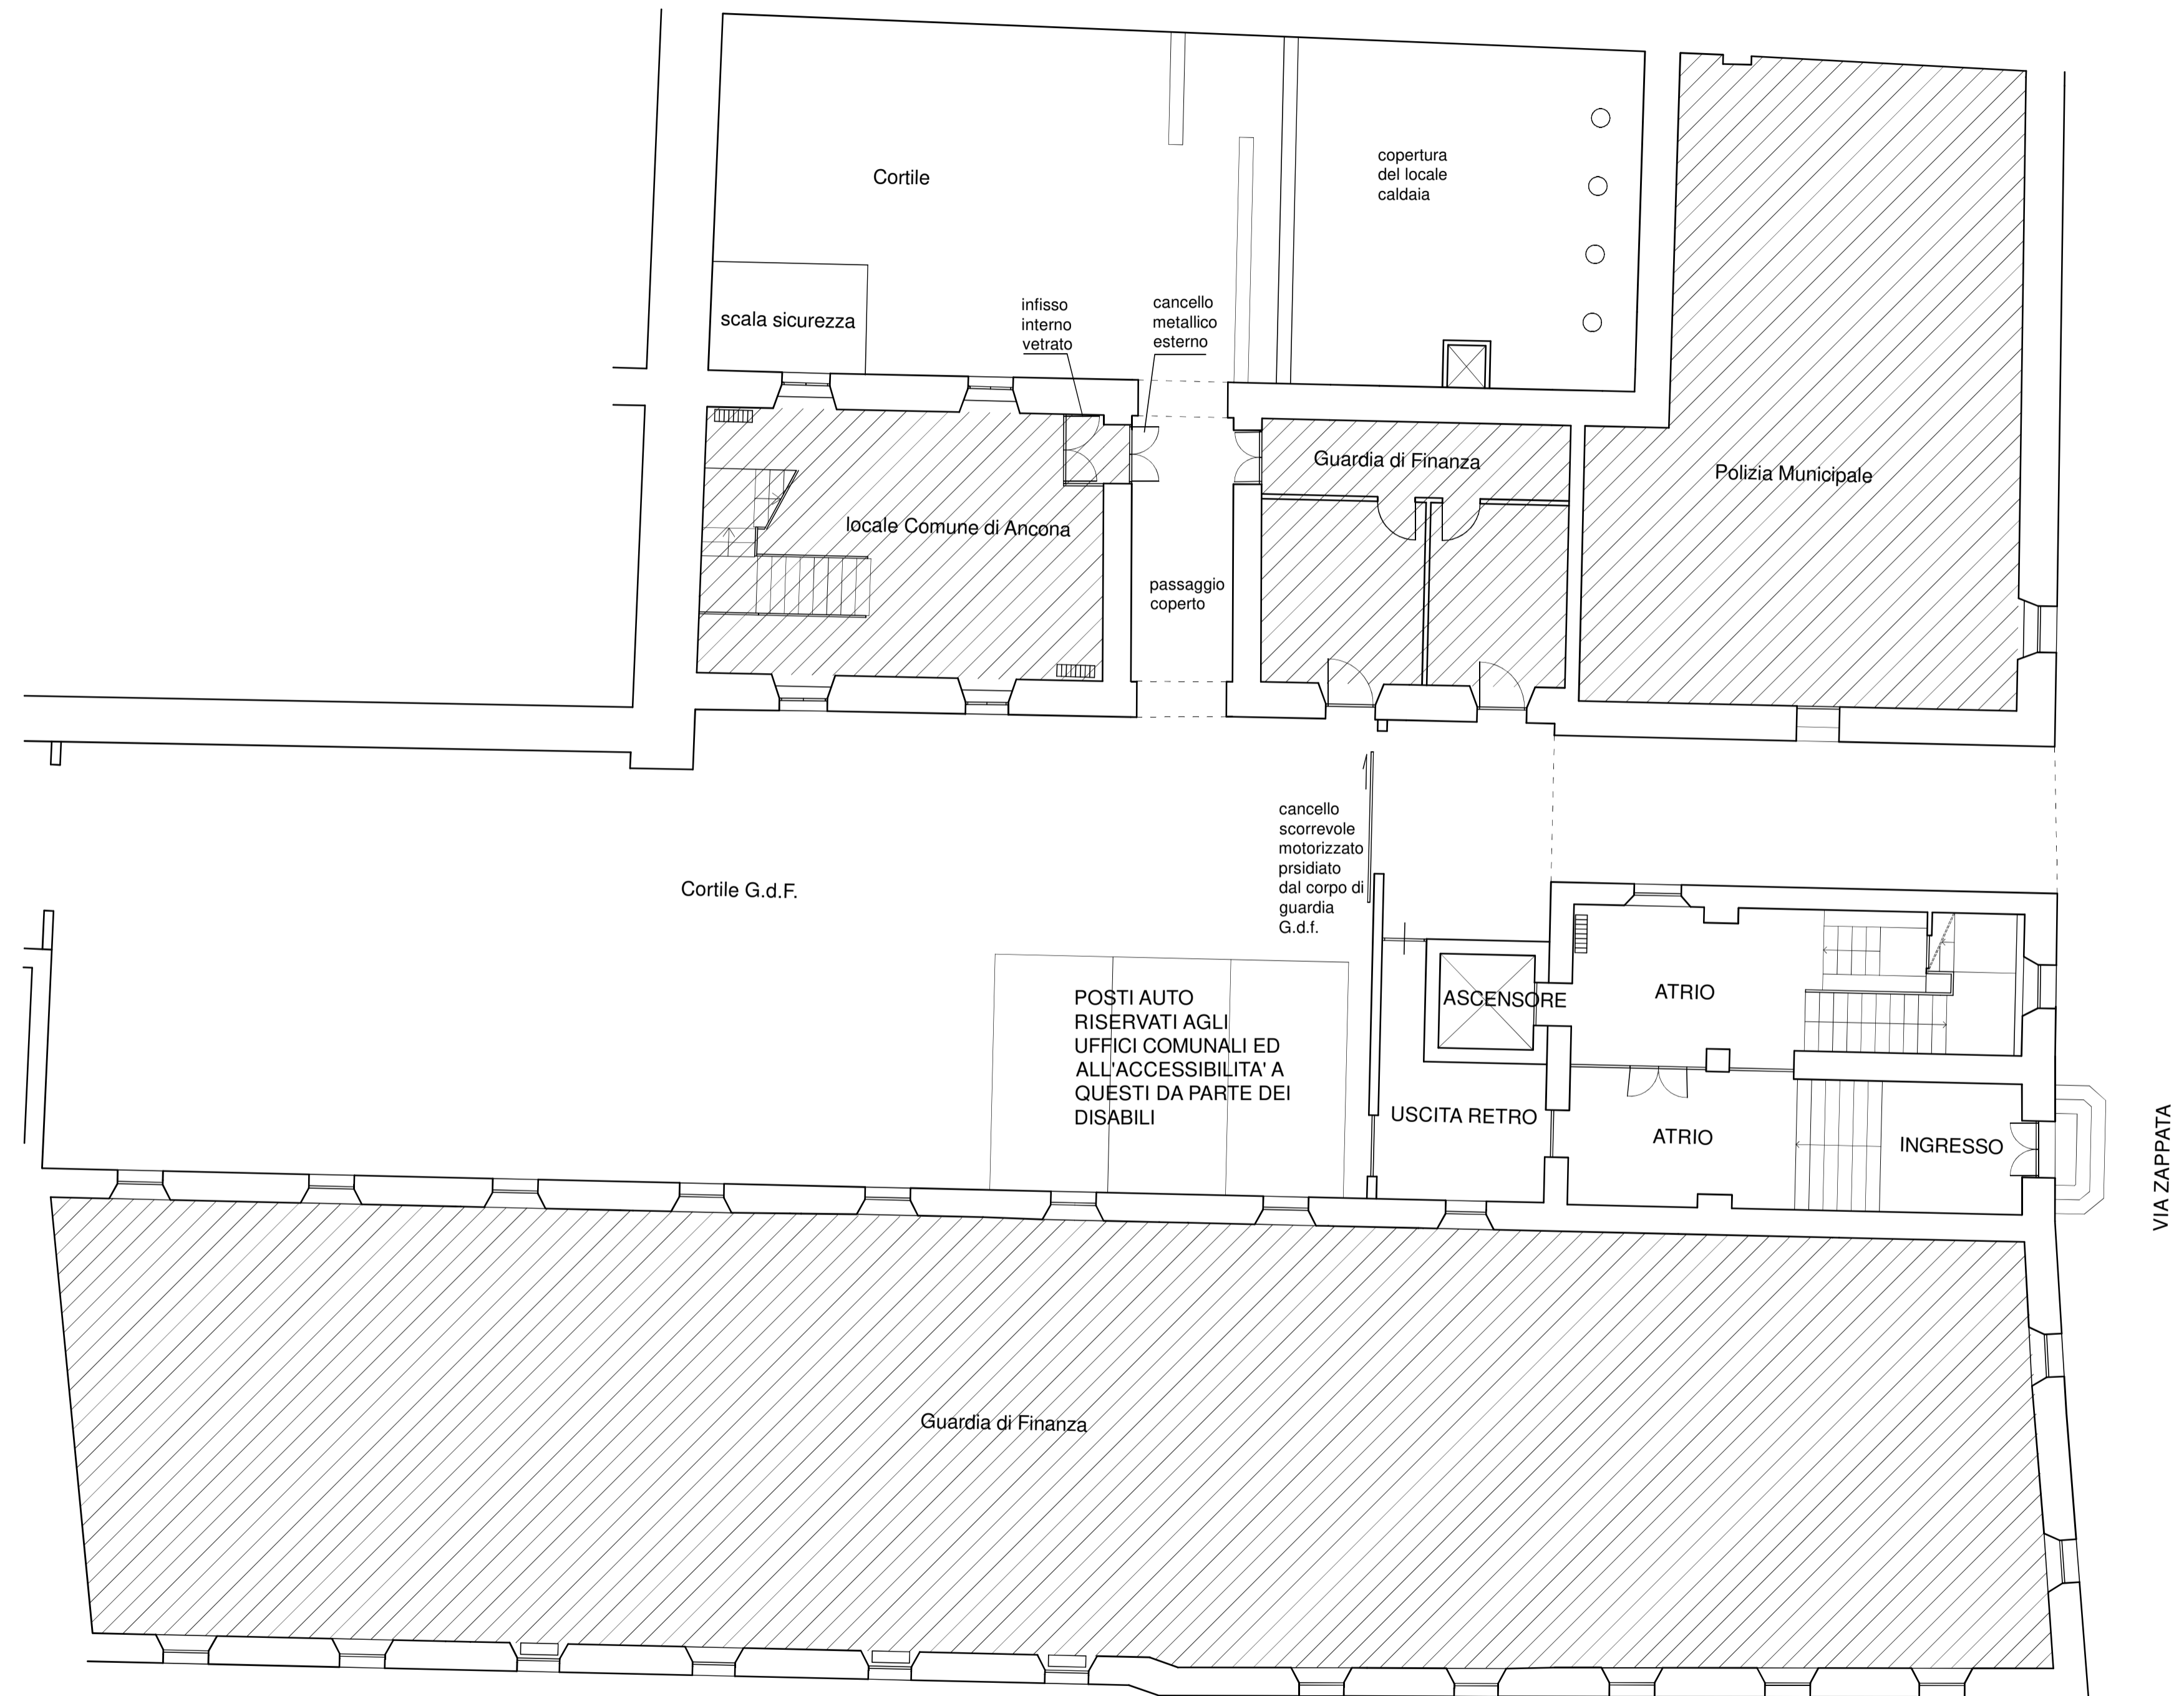 Cortile
copertura
del locale
caldaia
scala sicurezza
infisso
interno
vetrato
cancello
metallico
esterno
Guardia di Finanza
Polizia Municipale
locale Comune di Ancona
passaggio
coperto
cancello
scorrevole
motorizzato
prsidiato
dal corpo di
guardia
G.d.f.
Cortile G.d.F.
POSTI AUTO
RISERVATI AGLI
UFFICI COMUNALI ED
ALL'ACCESSIBILITA' A
QUESTI DA PARTE DEI
DISABILI
ASCENSORE
ATRIO
USCITA RETRO
ATRIO
INGRESSO
VIA ZAPPATA
Guardia di Finanza